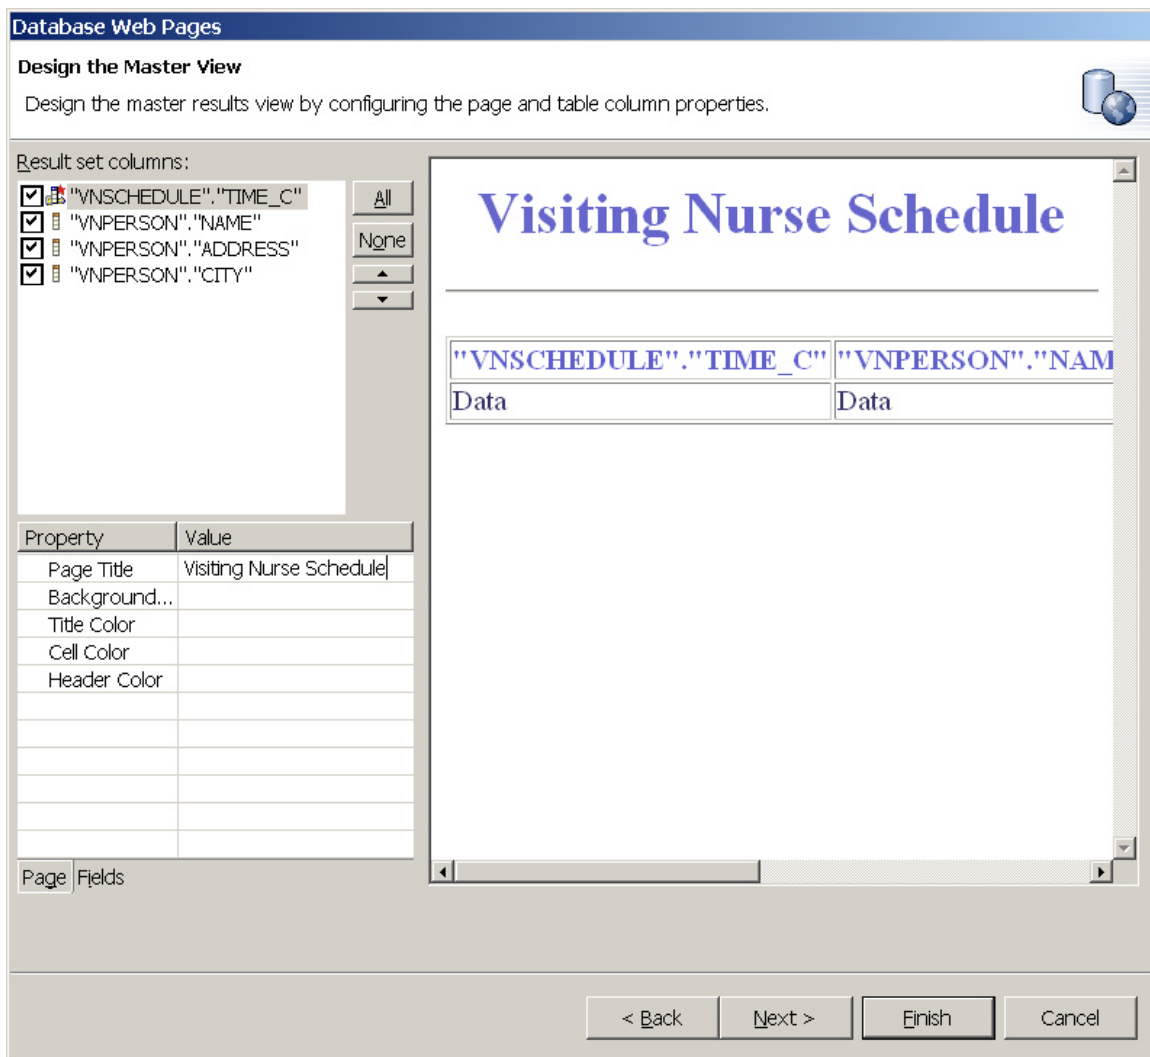 Database Web Pages
Design the Master View
Design the master results view by configuring the page and table column properties.
Result set columns:
"VNSCHEDULE"."TIME_C"
"VNPERSON"."NAME"
"VNPERSON"."ADDRESS"
"VNPERSON"."CITY"
All
None
Property Value
Page Title Visiting Nurse Schedule
Background...
Title Color
Cell Color
Header Color
Page Fields
Visiting Nurse Schedule
"VNSCHEDULE"."TIME_C" "VNPERSON"."NAM
Data Data
< Back Next > Finish Cancel